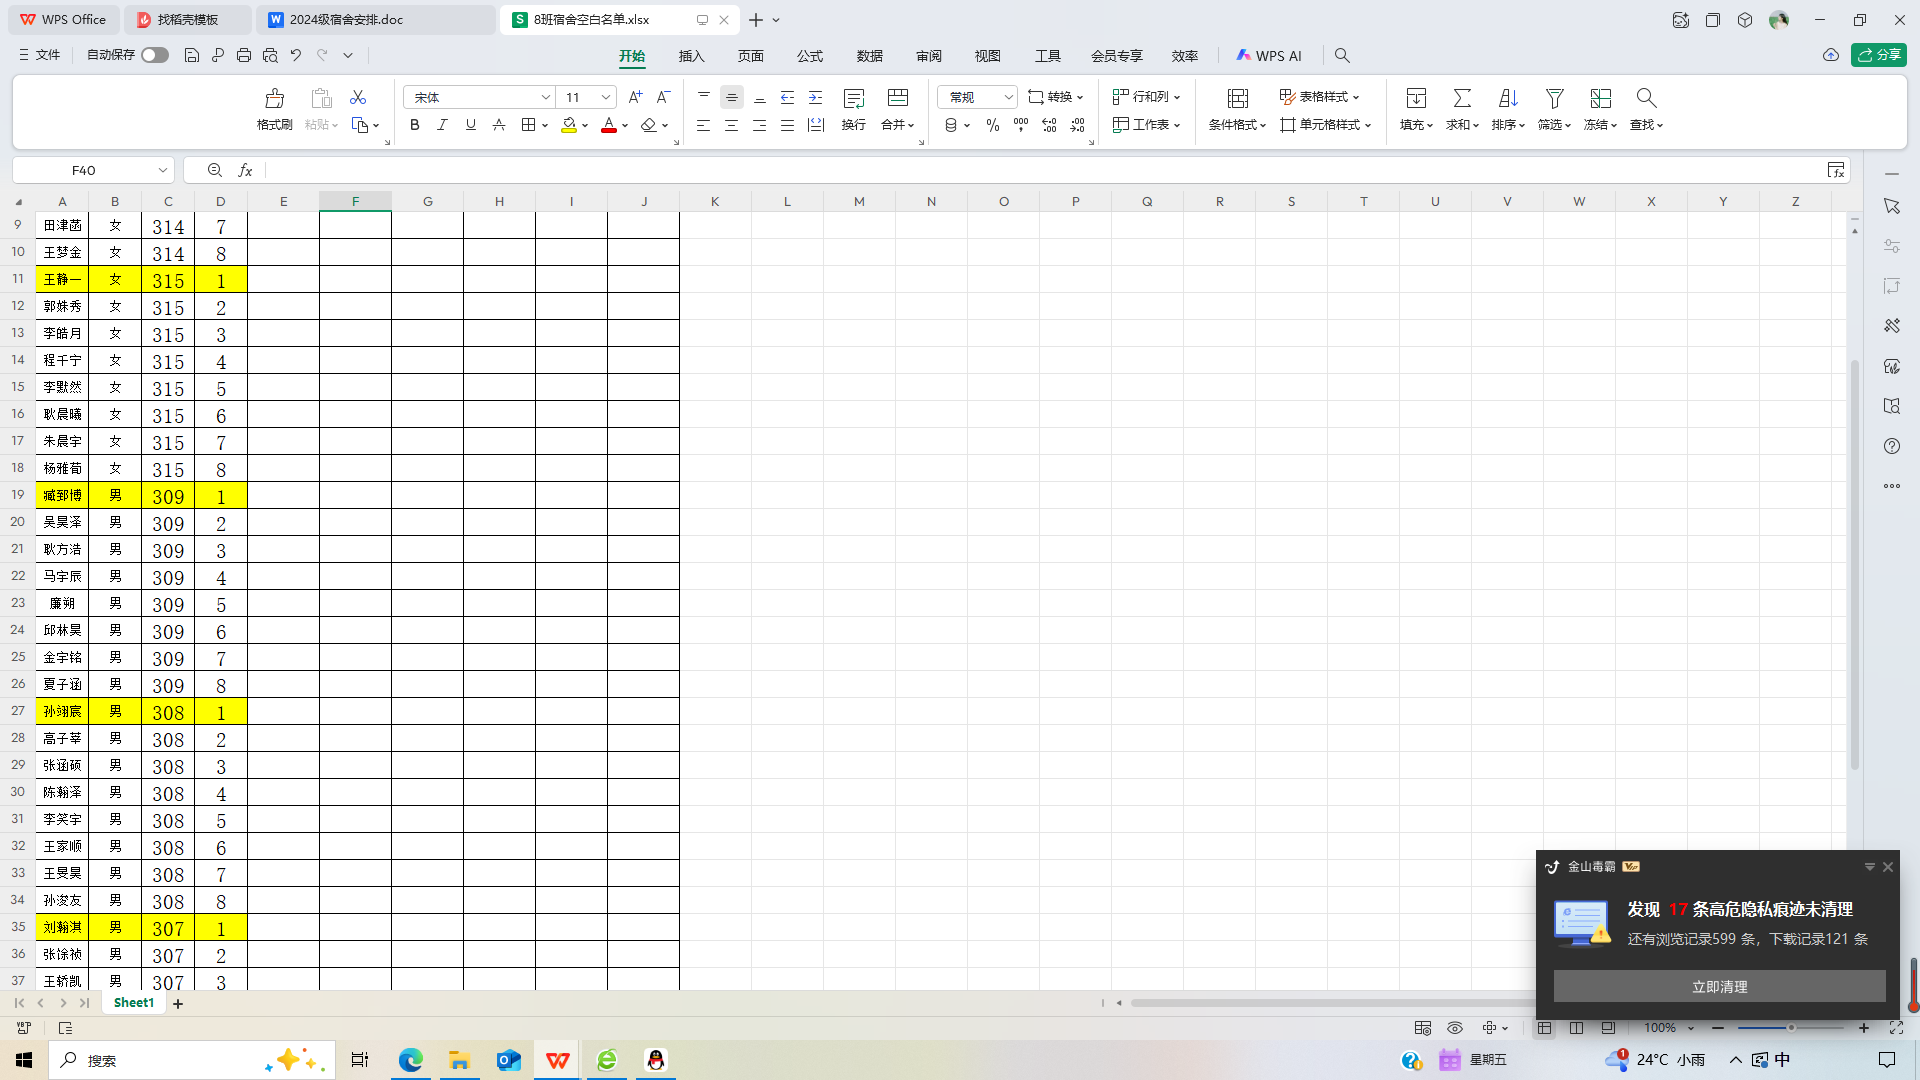 WPS Office 找稻壳模板 2024级宿舍安排.doc 8班宿舍空白名单.xlsx
文件 自动保存 开始 插入 页面 公式 数据 审阅 视图 工具 会员专享 效率 WPS AI 分享
宋体 11 常规 转换 行和列 表格样式
格式刷 粘贴 换行 合并 工作表 条件格式 单元格样式 填充 求和 排序 筛选 冻结 查找
F40
A B C D E F G H I J K L M N O P Q R S T U V W X Y Z
9 田津菡 女 314 7
10 王梦金 女 314 8
11 王静一 女 315 1
12 郭姝秀 女 315 2
13 李皓月 女 315 3
14 程千宁 女 315 4
15 李默然 女 315 5
16 耿晨曦 女 315 6
17 朱晨宇 女 315 7
18 杨雅荀 女 315 8
19 臧郅博 男 309 1
20 吴昊泽 男 309 2
21 耿方浩 男 309 3
22 马宇辰 男 309 4
23 廉朔 男 309 5
24 邱林昊 男 309 6
25 金宇铭 男 309 7
26 夏子涵 男 309 8
27 孙翊宸 男 308 1
28 高子莘 男 308 2
29 张涵硕 男 308 3
30 陈瀚泽 男 308 4
31 李笑宇 男 308 5
32 王家顺 男 308 6
33 王旻昊 男 308 7
34 孙浚友 男 308 8
35 刘瀚淇 男 307 1
36 张馀祯 男 307 2
37 王轿凯 男 307 3
金山毒霸 VIP
发现 17 条高危隐私痕迹未清理
还有浏览记录599 条，下载记录121 条
立即清理
Sheet1
100%
搜索 星期五 24°C 小雨 中